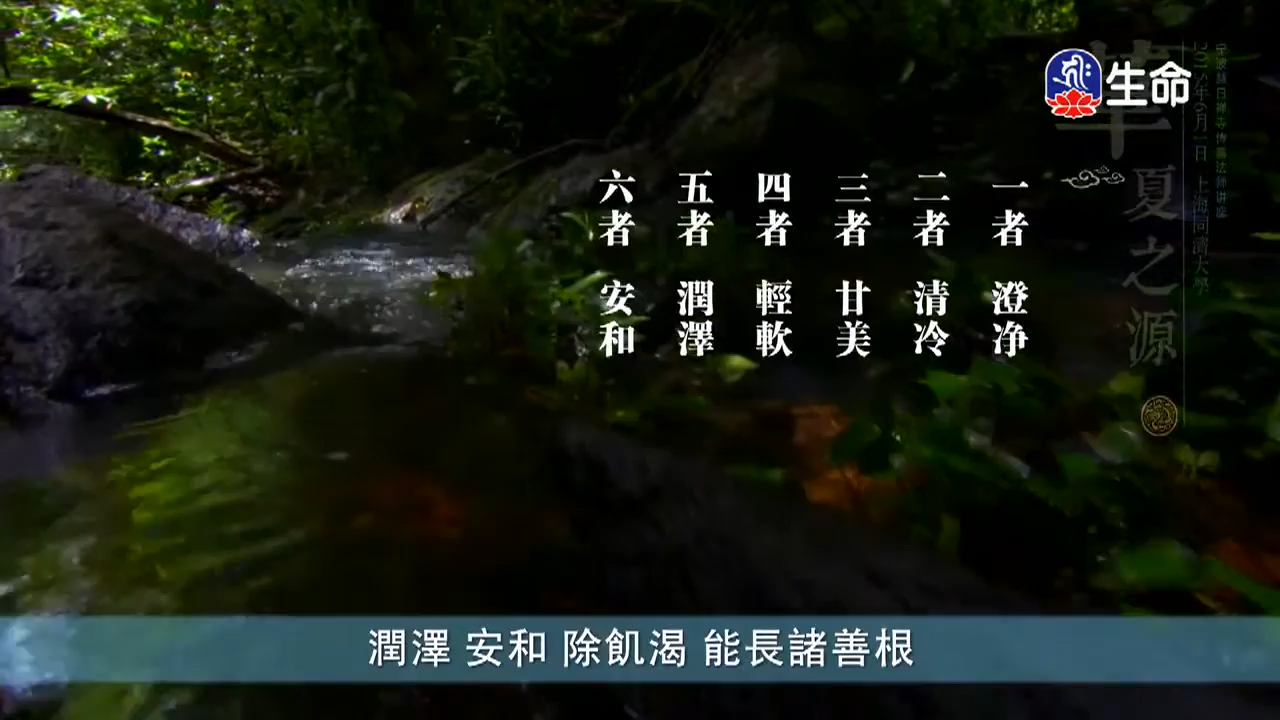 生命
華夏之源
一者 澄净
二者 清冷
三者 甘美
四者 輕軟
五者 潤澤
六者 安和
潤澤 安和 除飢渴 能長諸善根